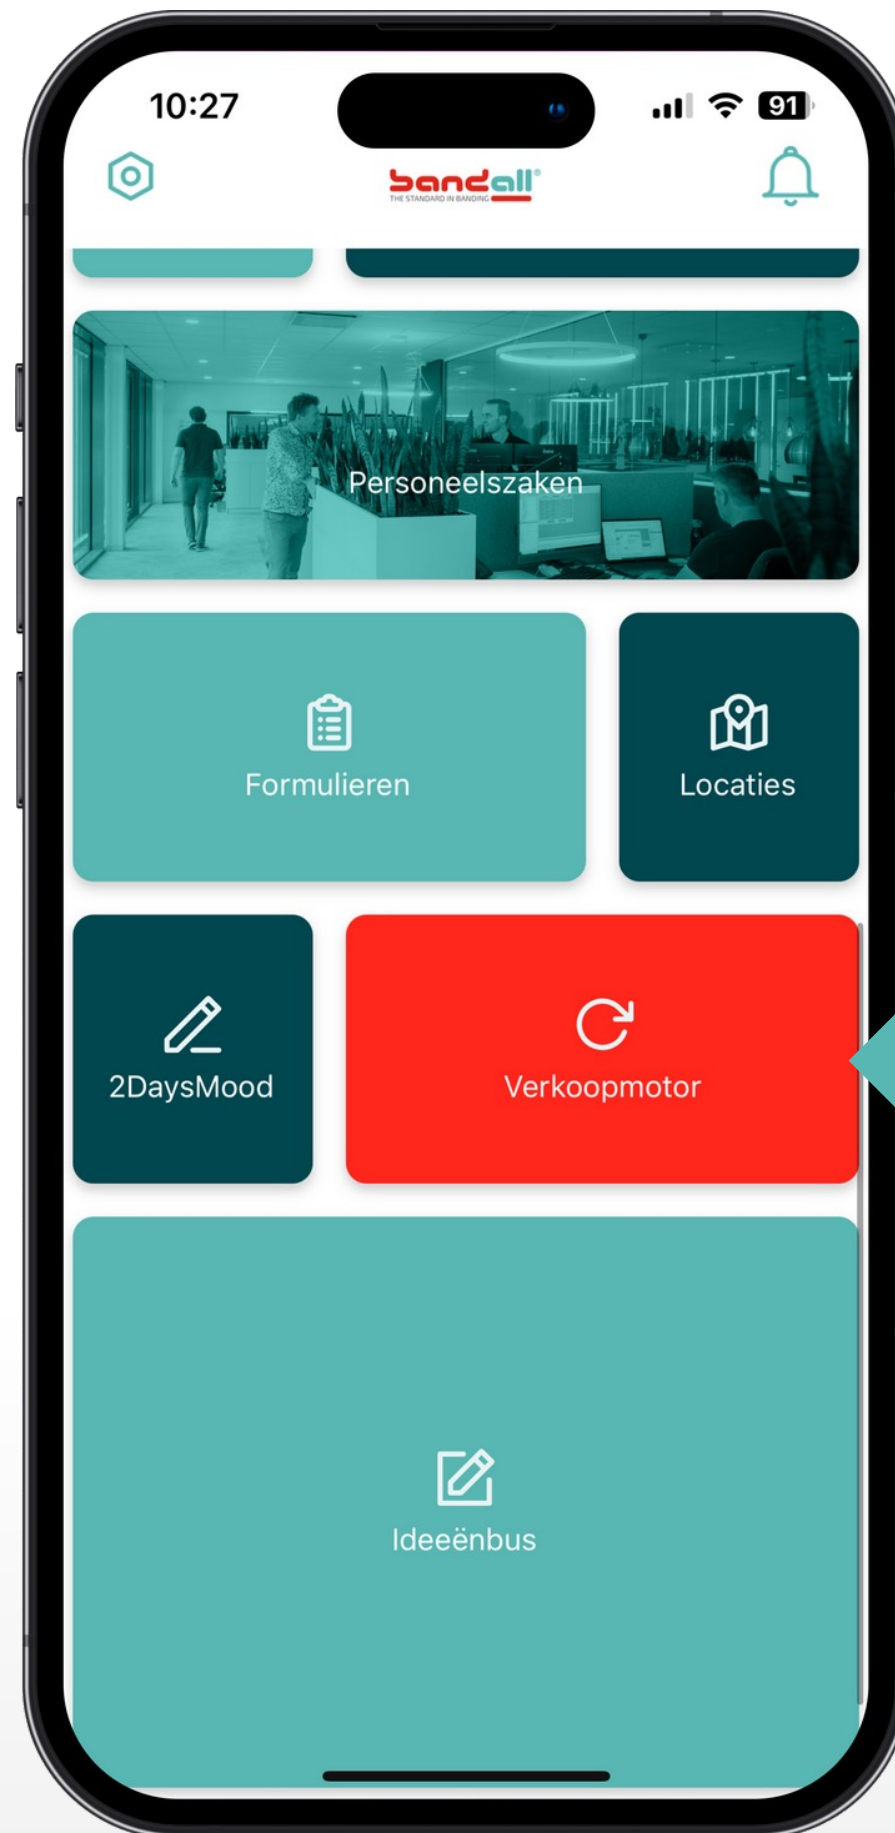 10:27
91
bandall®
THE STANDARD IN BANDING
Personeelszaken
Formulieren
Locaties
2DaysMood
Verkoopmotor
Ideeënbus